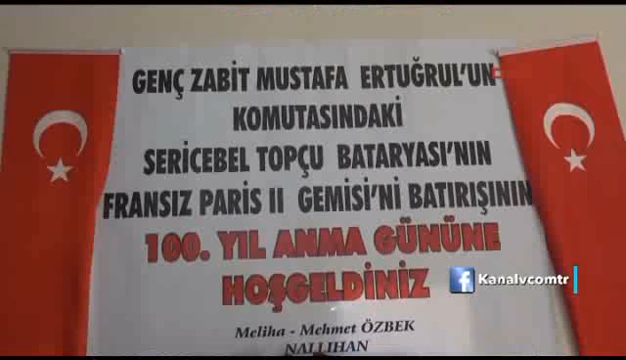 GENÇ ZABİT MUSTAFA ERTUĞRUL'UN
KOMUTASINDAKİ
SERİCEBEL TOPÇU BATARYASI'NIN
FRANSIZ PARİS II GEMİSİ'Nİ BATIRIŞININ
100. YIL ANMA GÜNÜNE
HOŞGELDİNİZ
Kanalvcomtr
Meliha - Mehmet ÖZBEK
NALLIHAN